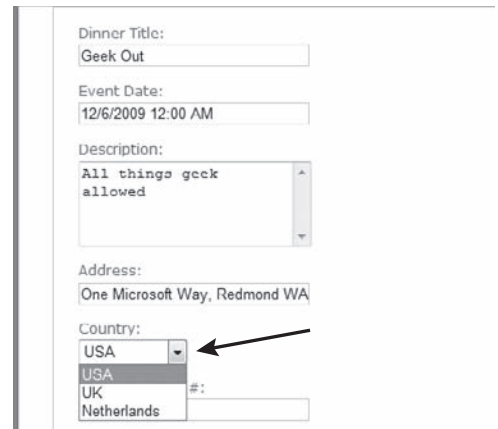 Dinner Title:
Geek Out
Event Date:
12/6/2009 12:00 AM
Description:
All things geek
allowed
Address:
One Microsoft Way, Redmond WA
Country:
USA
USA
UK
#:
Netherlands